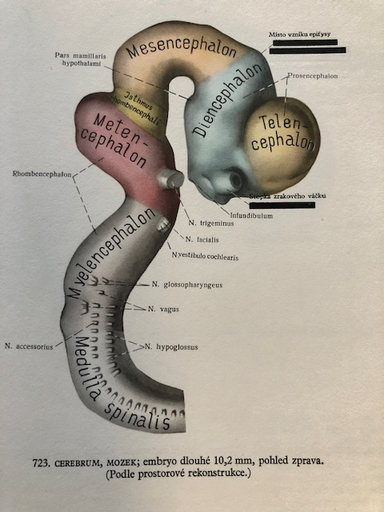 Místo vzniku epifysy
Pars mamillaris
hypothalami
Mesencephalon
Prosencephalon
Diencephalon
Isthmus
rhombencephali
Meten-
cephalon
Telen-
cephalon
Rhombencephalon
Stopka zrakového váčku
Infundibulum
N. trigeminus
N. facialis
N vestibulo cochlearis
Myelencephalon
N. glossopharyngeus
N. vagus
N. accessorius
N. hypoglossus
Medulla spinalis
723. CEREBRUM, MOZEK; embryo dlouhé 10,2 mm, pohled zprava.
(Podle prostorové rekonstrukce.)